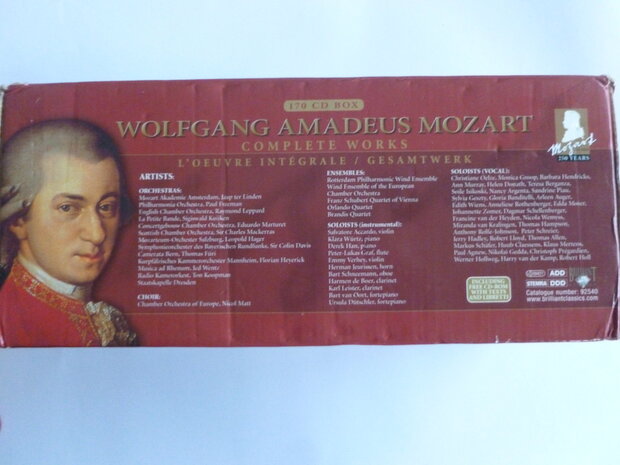 170 CD BOX
WOLFGANG AMADEUS MOZART
COMPLETE WORKS
L'OEUVRE INTÉGRALE / GESAMTWERK
Mozart
250 YEARS
ARTISTS:
ORCHESTRAS:
Mozart Akademie Amsterdam, Jaap ter Linden
Philharmonia Orchestra, Paul Freeman
English Chamber Orchestra, Raymond Leppard
La Petite Bande, Sigiswald Kuijken
Concertgebouw Chamber Orchestra, Eduardo Marturet
Scottish Chamber Orchestra, Sir Charles Mackerras
Mozarteum-Orchester Salzburg, Leopold Hager
Symphonieorchester des Bayerischen Rundfunks, Sir Colin Davis
Camerata Bern, Thomas Füri
Kurpfälzisches Kammerorchester Mannheim, Florian Heyerick
Musica ad Rhenum, Jed Wentz
Radio Kamerorkest, Ton Koopman
Staatskapelle Dresden
CHOIR:
Chamber Orchestra of Europe, Nicol Matt
ENSEMBLES:
Rotterdam Philharmonic Wind Ensemble
Wind Ensemble of the European
Chamber Orchestra
Franz Schubert Quartet of Vienna
Orlando Quartet
Brandis Quartet
SOLOISTS (instrumental):
Salvatore Accardo, violin
Klára Würtz, piano
Derek Han, piano
Peter-Lukas Graf, flute
Emmy Verhey, violin
Herman Jeurissen, horn
Bart Schneemann, oboe
Harmen de Boer, clarinet
Karl Leister, clarinet
Bart van Oort, fortepiano
Ursula Dütschler, fortepiano
SOLOISTS (VOCAL):
Christiane Oelze, Monica Groop, Barbara Hendricks,
Ann Murray, Helen Donath, Teresa Berganza,
Sylvia Geszty, Gloria Banditelli, Arleen Auger,
Edith Wiens, Anneliese Rothenberger, Edda Moser,
Johannette Zomer, Dagmar Schellenberger,
Francine van der Heyden, Nicola Wemyss,
Miranda van Kralingen, Thomas Hampson,
Anthony Rolfe-Johnson, Peter Schreier,
Jerry Hadley, Robert Lloyd, Thomas Allen,
Markus Schäfer, Huub Claessens, Klaus Mertens,
Paul Agnew, Nikolai Gedda, Christoph Prégardien,
Werner Hollweg, Harry van der Kamp, Robert Holl
INCLUDING
FREE CD-ROM
WITH TEXTS
AND LIBRETTI
ADD
STEMRA DDD
Catalogue number: 92540
www.brilliantclassics.com